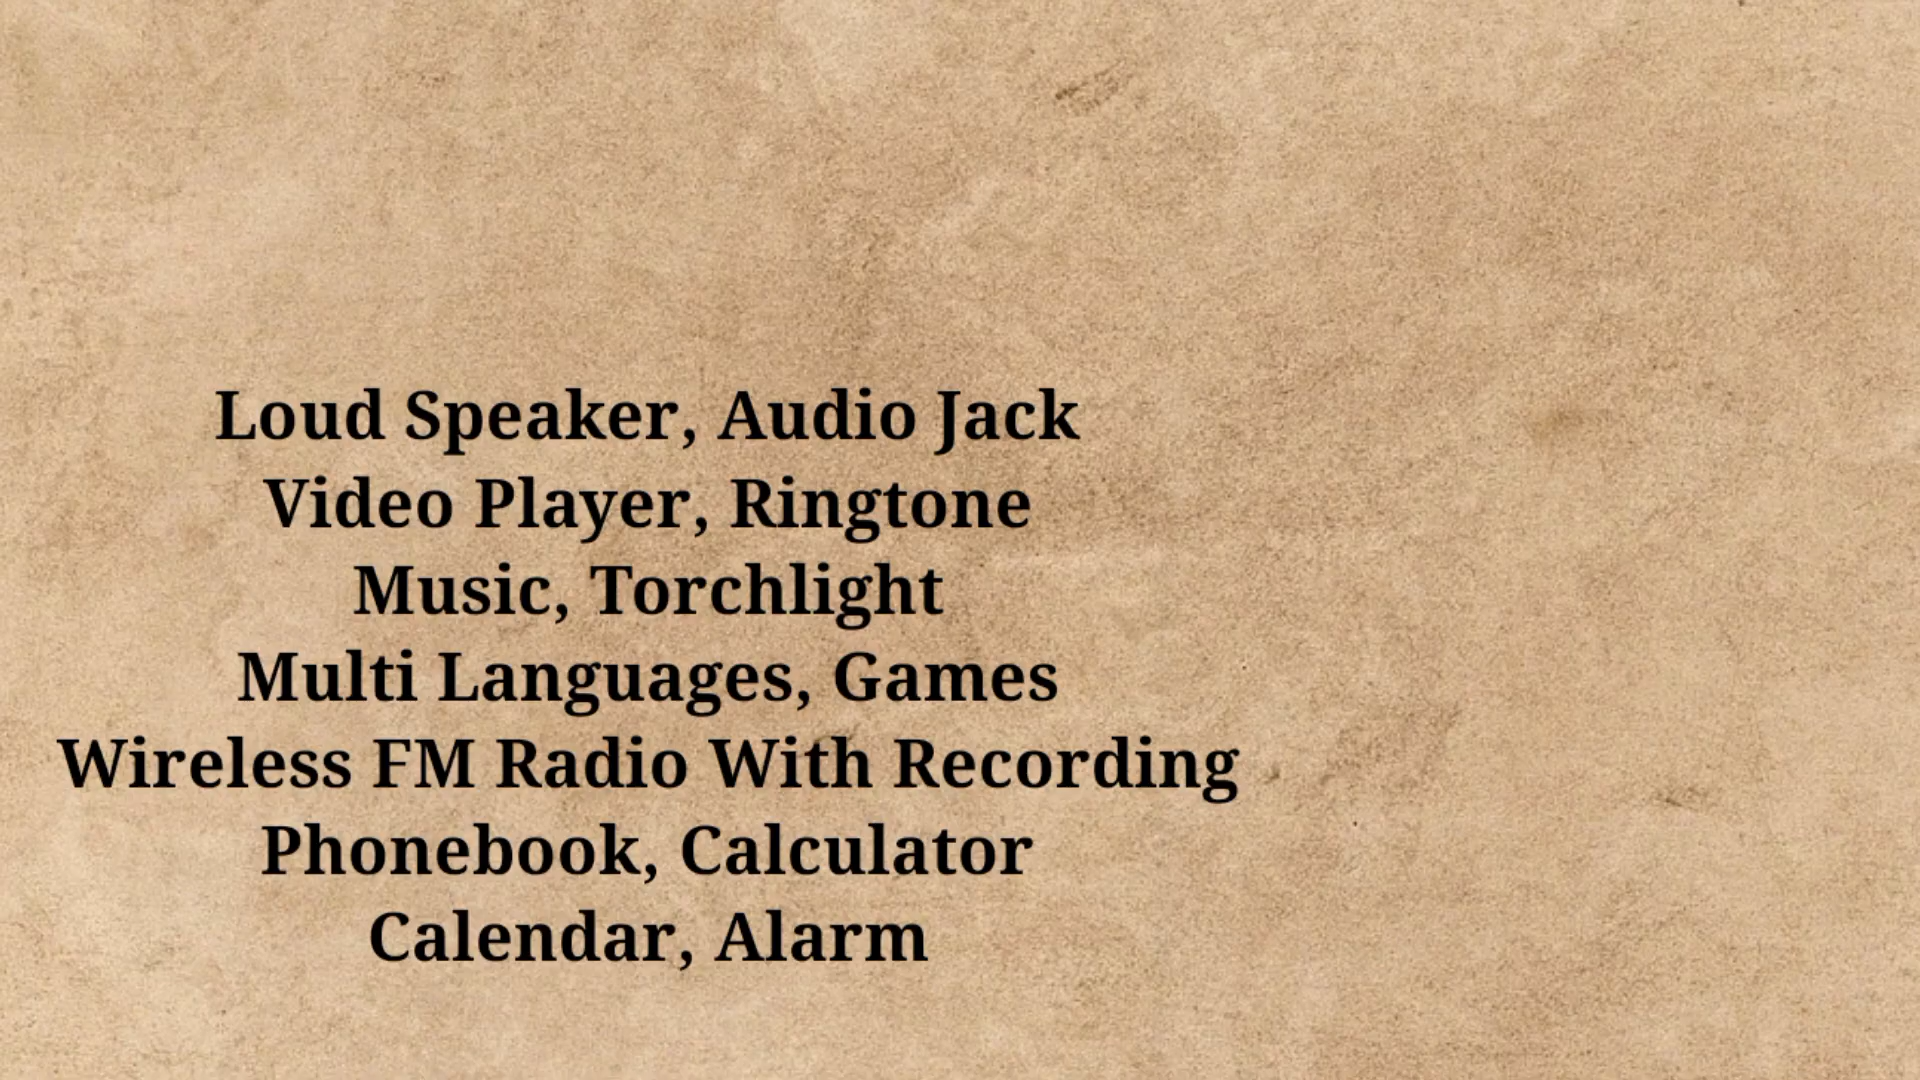 Loud Speaker, Audio Jack
Video Player, Ringtone
Music, Torchlight
Multi Languages, Games
Wireless FM Radio With Recording
Phonebook, Calculator
Calendar, Alarm